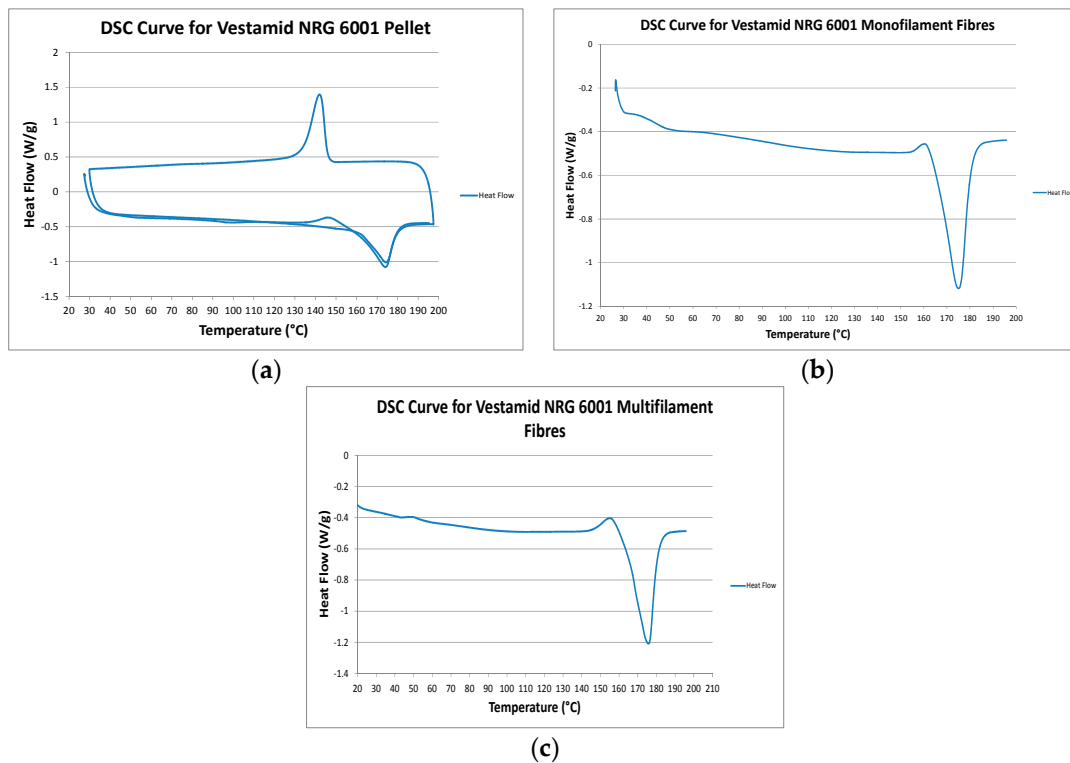 DSC Curve for Vestamid NRG 6001 Pellet
2
1.5
1
0.5
0
-0.5
-1
-1.5
Heat Flow (W/g)
Heat Flow
20 30 40 50 60 70 80 90 100 110 120 130 140 150 160 170 180 190 200
Temperature (°C)
(a)
DSC Curve for Vestamid NRG 6001 Monofilament Fibres
0
-0.2
-0.4
-0.6
-0.8
-1
-1.2
Heat Flow (W/g)
Heat Flo
20 30 40 50 60 70 80 90 100 110 120 130 140 150 160 170 180 190 200
Temperature (°C)
(b)
DSC Curve for Vestamid NRG 6001 Multifilament
Fibres
0
-0.2
-0.4
-0.6
-0.8
-1
-1.2
-1.4
Heat Flow (W/g)
Heat Flow
20 30 40 50 60 70 80 90 100 110 120 130 140 150 160 170 180 190 200 210
Temperature (°C)
(c)